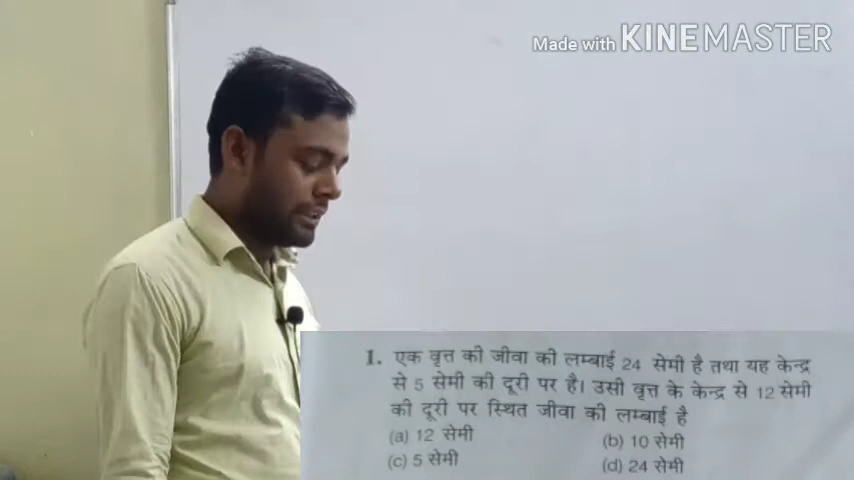 Made with KINEMASTER
1. एक वृत्त की जीवा की लम्बाई 24 सेमी है तथा यह केन्द्र
से 5 सेमी की दूरी पर है। उसी वृत्त के केन्द्र से 12 सेमी
की दूरी पर स्थित जीवा की लम्बाई है
(a) 12 सेमी (b) 10 सेमी
(c) 5 सेमी (d) 24 सेमी